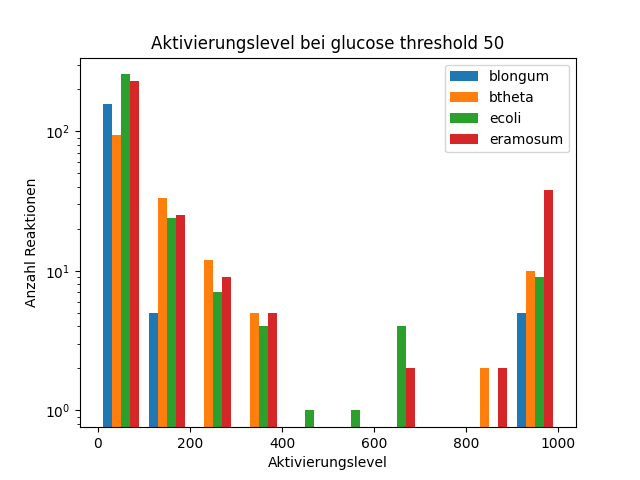 Aktivierungslevel bei glucose threshold 50
blongum
btheta
ecoli
eramosum
Anzahl Reaktionen
10²
10¹
10⁰
0 200 400 600 800 1000
Aktivierungslevel